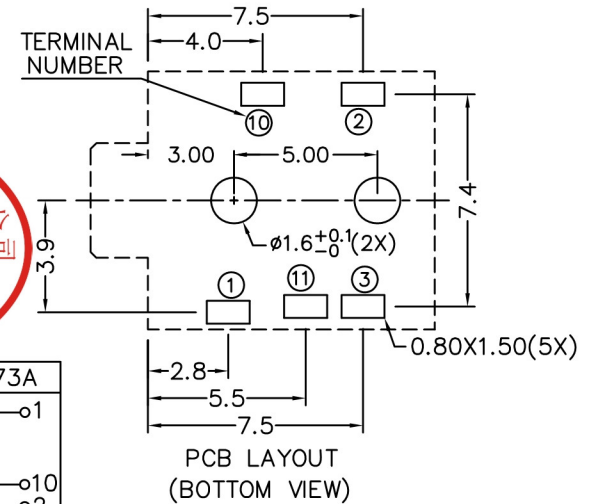 7.5
4.0
TERMINAL
NUMBER
10
2
3.00
5.00
7.4
ø1.6+0.1 -0(2X)
3.9
1
11
3
0.80X1.50(5X)
73A
1
2.8
5.5
7.5
10
PCB LAYOUT
(BOTTOM VIEW)